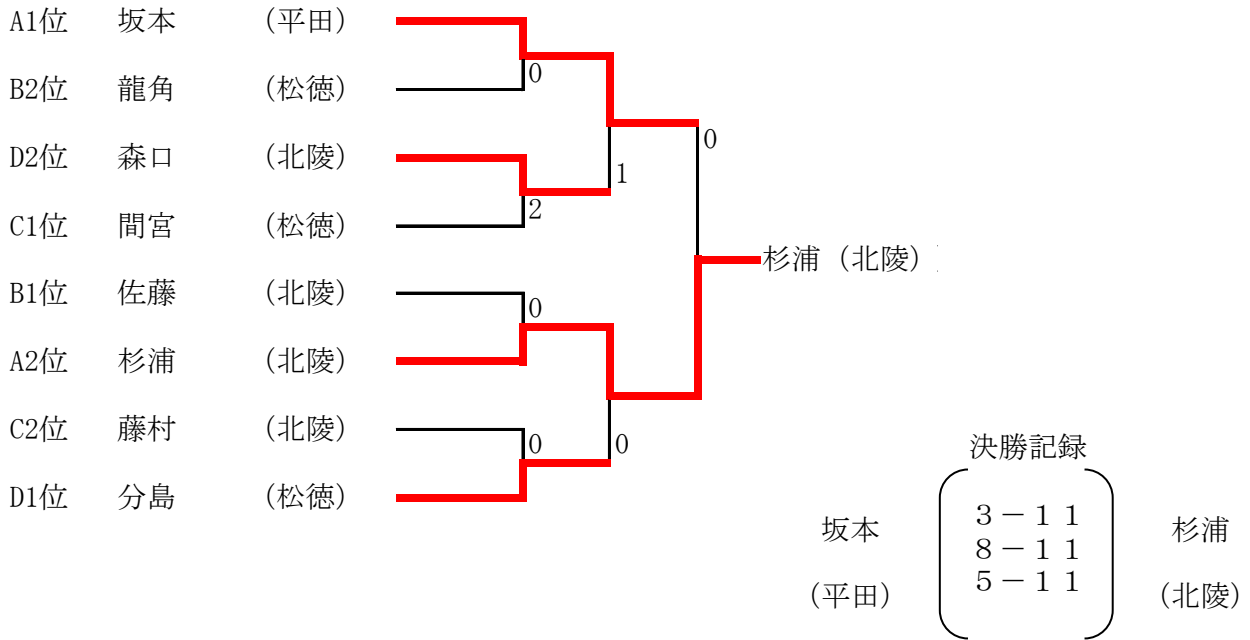 A1位 坂本 （平田）
0
B2位 龍角 （松徳）
0
D2位 森口 （北陵）
1
2
C1位 間宮 （松徳）
杉浦（北陵）
B1位 佐藤 （北陵）
0
A2位 杉浦 （北陵）
C2位 藤村 （北陵）
0
0
D1位 分島 （松徳）
決勝記録
坂本 杉浦
（平田） （北陵）
３－１１
８－１１
５－１１